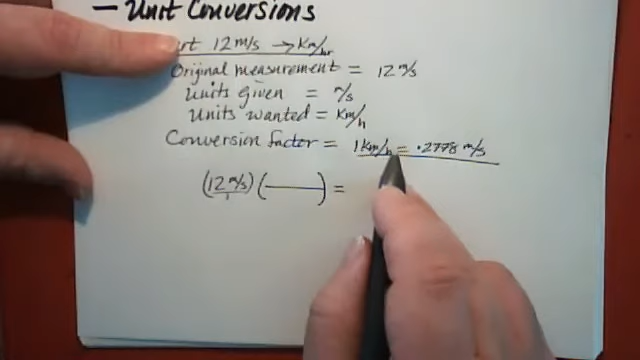 — Unit Conversions
12 m/s → Km/hr
Original measurement = 12 m/s
Units given = m/s
Units wanted = Km/h
Conversion factor = 1 Km/h = .2778 m/s
(12 m/s / 1) ( ——— ) =